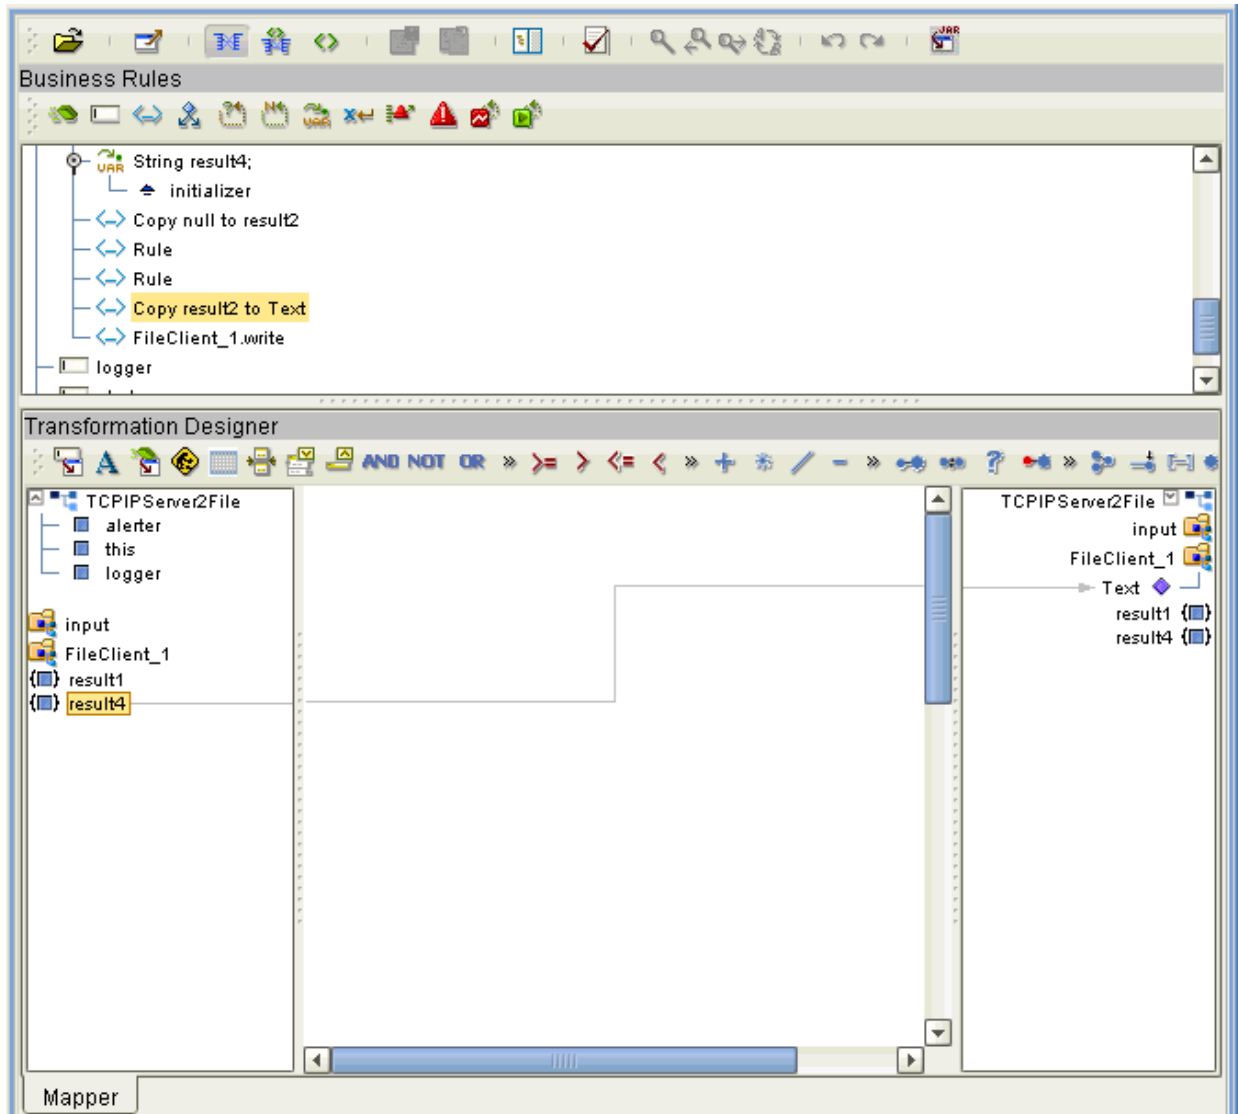 JAR
Business Rules
VAR
String result4;
initializer
Copy null to result2
Rule
Rule
Copy result2 to Text
FileClient_1.write
logger
Transformation Designer
A AND NOT OR » >= > <= < » + * / - » ? »
TCPIPServer2File
alerter
this
logger
input
FileClient_1
result1
result4
TCPIPServer2File
input
FileClient_1
Text
result1
result4
Mapper